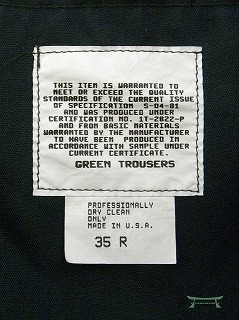 THIS ITEM IS WARRANTED TO
MEET OR EXCEED THE QUALITY
STANDARDS OF THE CURRENT ISSUE
OF SPECIFICATION S-04-81
AND WAS PRODUCED UNDER
CERTIFICATION NO. 1T-2022-P
AND FROM BASIC MATERIALS
WARRANTED BY THE MANUFACTURER
TO HAVE BEEN PRODUCED IN
ACCORDANCE WITH SAMPLE UNDER
CURRENT CERTIFICATE.
GREEN TROUSERS
PROFESSIONALLY
DRY CLEAN
ONLY
MADE IN U.S.A.
35 R